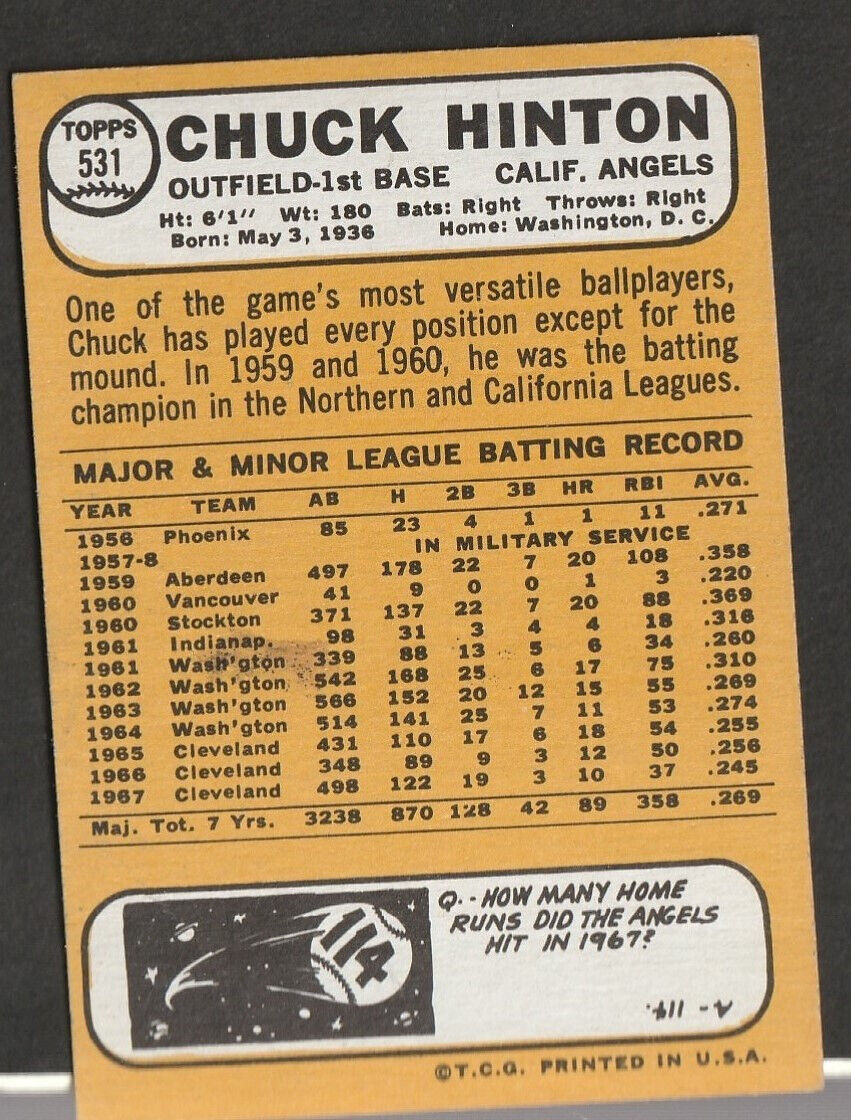 TOPPS
531
CHUCK HINTON
OUTFIELD-1st BASE CALIF. ANGELS
Ht: 6'1" Wt: 180 Bats: Right Throws: Right
Born: May 3, 1936 Home: Washington, D. C.
One of the game's most versatile ballplayers,
Chuck has played every position except for the
mound. In 1959 and 1960, he was the batting
champion in the Northern and California Leagues.
MAJOR & MINOR LEAGUE BATTING RECORD
YEAR TEAM AB H 2B 3B HR RBI AVG.
1956 Phoenix 85 23 4 1 1 11 .271
1957-8 IN MILITARY SERVICE
1959 Aberdeen 497 178 22 7 20 108 .358
1960 Vancouver 41 9 0 0 1 3 .220
1960 Stockton 371 137 22 7 20 88 .369
1961 Indianap. 98 31 3 4 4 18 .316
1961 Wash'gton 339 88 13 5 6 34 .260
1962 Wash'gton 542 168 25 6 17 75 .310
1963 Wash'gton 566 152 20 12 15 55 .269
1964 Wash'gton 514 141 25 7 11 53 .274
1965 Cleveland 431 110 17 6 18 54 .255
1966 Cleveland 348 89 9 3 12 50 .256
1967 Cleveland 498 122 19 3 10 37 .245
Maj. Tot. 7 Yrs. 3238 870 128 42 89 358 .269
114
Q.--HOW MANY HOME
RUNS DID THE ANGELS
HIT IN 1967?
A-114.
©T.C.G. PRINTED IN U.S.A.